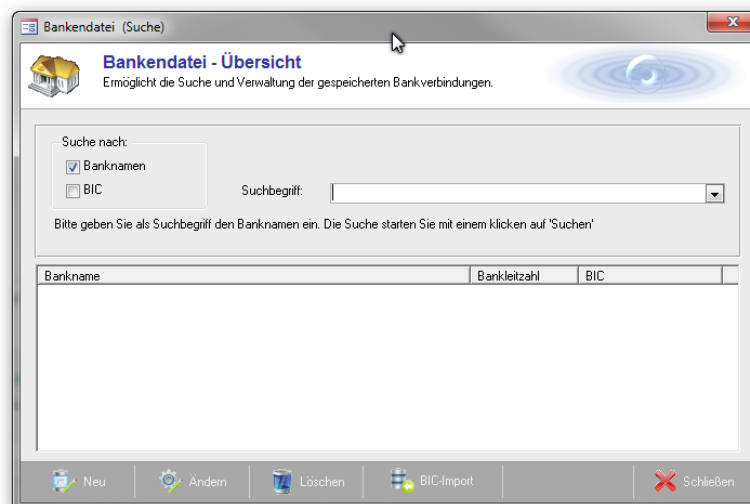 Bankendatei (Suche)
Bankendatei - Übersicht
Ermöglicht die Suche und Verwaltung der gespeicherten Bankverbindungen.
Suche nach:
Banknamen
BIC
Suchbegriff:
Bitte geben Sie als Suchbegriff den Banknamen ein. Die Suche starten Sie mit einem klicken auf 'Suchen'
Bankname Bankleitzahl BIC
Neu Ändern Löschen BIC-Import Schließen